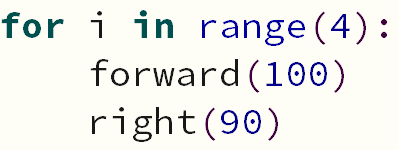 for i in range(4):
    forward(100)
    right(90)